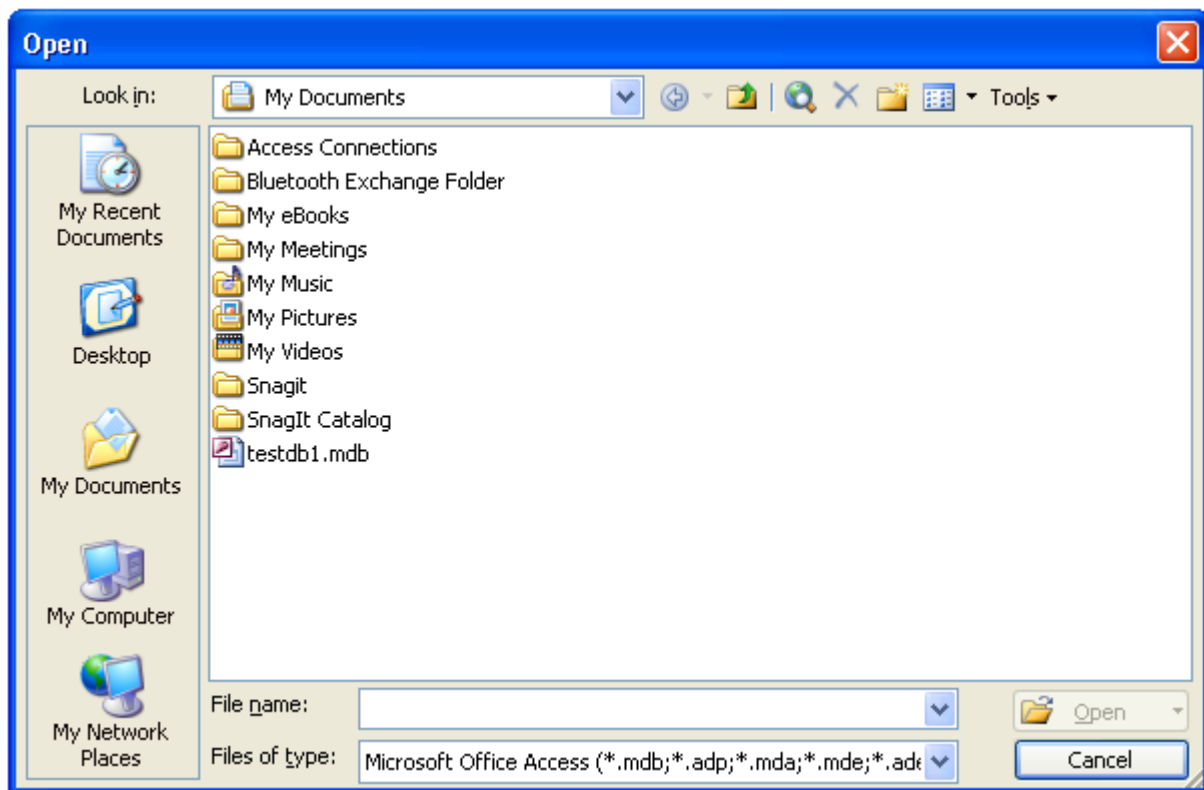 Open
Look in:
My Documents
Tools
My Recent
Documents
Desktop
My Documents
My Computer
My Network
Places
Access Connections
Bluetooth Exchange Folder
My eBooks
My Meetings
My Music
My Pictures
My Videos
Snagit
SnagIt Catalog
testdb1.mdb
File name:
Open
Files of type:
Microsoft Office Access (*.mdb;*.adp;*.mda;*.mde;*.ade
Cancel